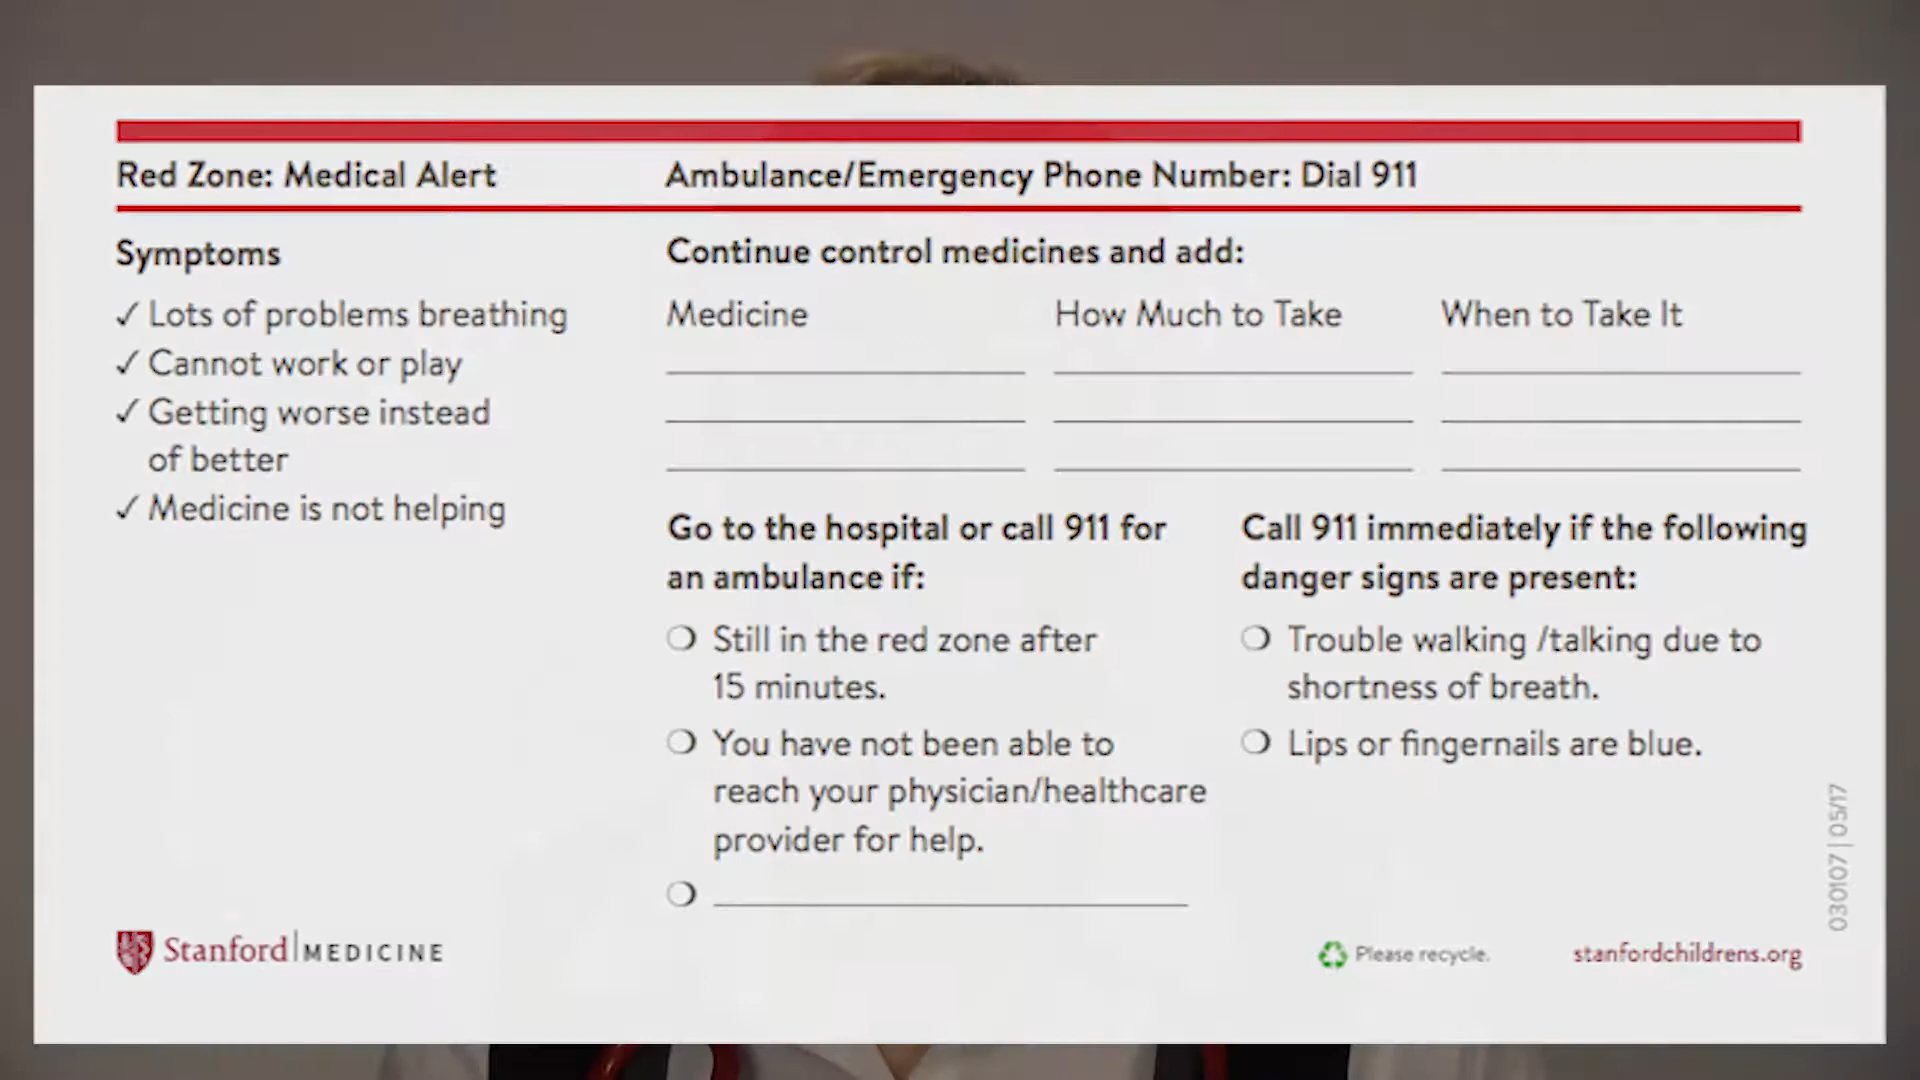 Red Zone: Medical Alert
Ambulance/Emergency Phone Number: Dial 911
Symptoms
✓ Lots of problems breathing
✓ Cannot work or play
✓ Getting worse instead
of better
✓ Medicine is not helping
Continue control medicines and add:
Medicine
How Much to Take
When to Take It
Go to the hospital or call 911 for
an ambulance if:
Still in the red zone after
15 minutes.
You have not been able to
reach your physician/healthcare
provider for help.
Call 911 immediately if the following
danger signs are present:
Trouble walking /talking due to
shortness of breath.
Lips or fingernails are blue.
030107 | 05/17
Stanford MEDICINE
Please recycle.
stanfordchildrens.org